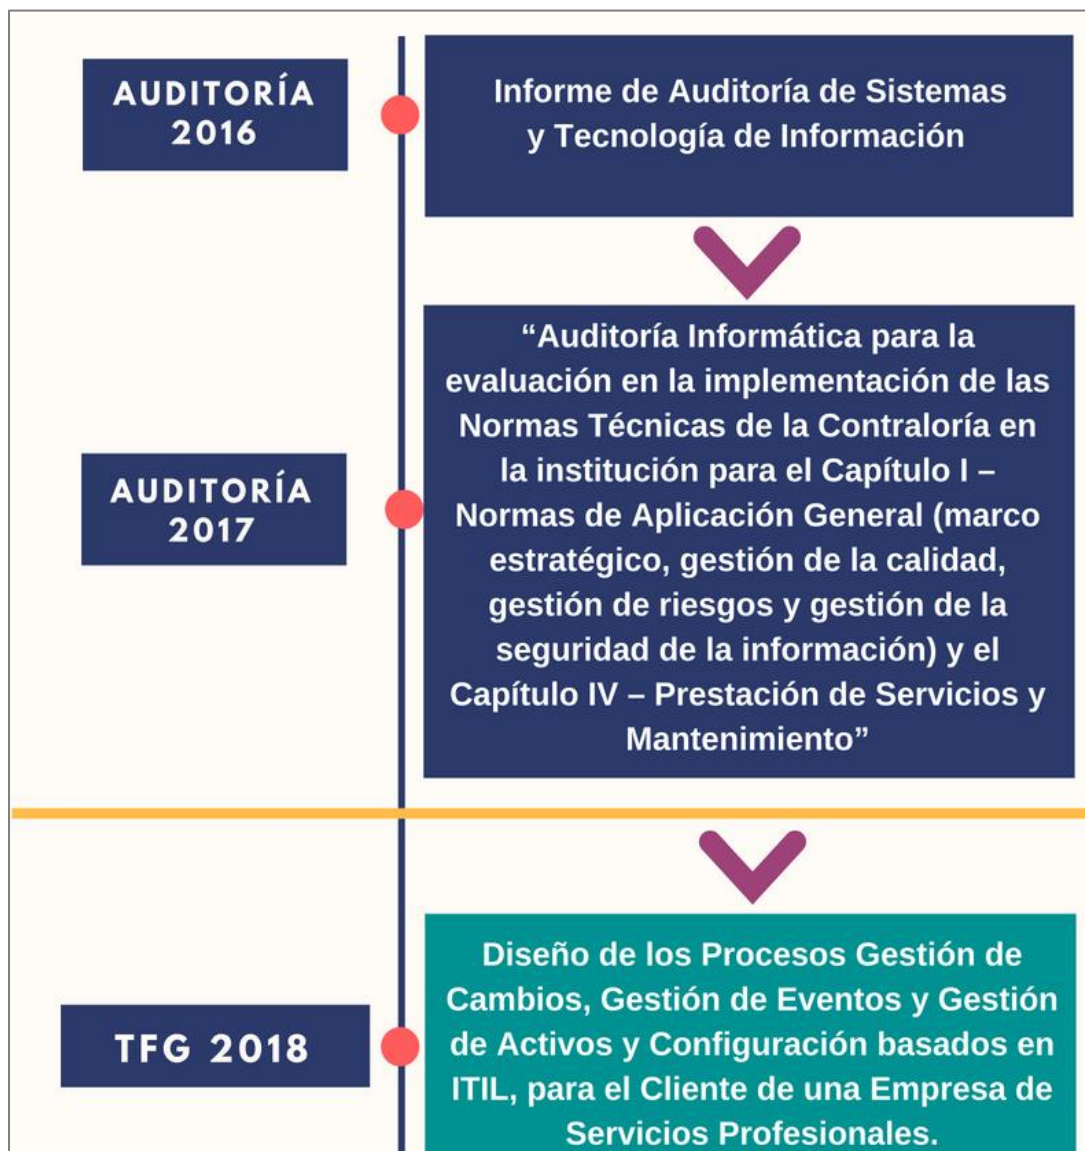 AUDITORÍA
2016
Informe de Auditoría de Sistemas
y Tecnología de Información
AUDITORÍA
2017
“Auditoría Informática para la
evaluación en la implementación de las
Normas Técnicas de la Contraloría en
la institución para el Capítulo I –
Normas de Aplicación General (marco
estratégico, gestión de la calidad,
gestión de riesgos y gestión de la
seguridad de la información) y el
Capítulo IV – Prestación de Servicios y
Mantenimiento”
TFG 2018
Diseño de los Procesos Gestión de
Cambios, Gestión de Eventos y Gestión
de Activos y Configuración basados en
ITIL, para el Cliente de una Empresa de
Servicios Profesionales.